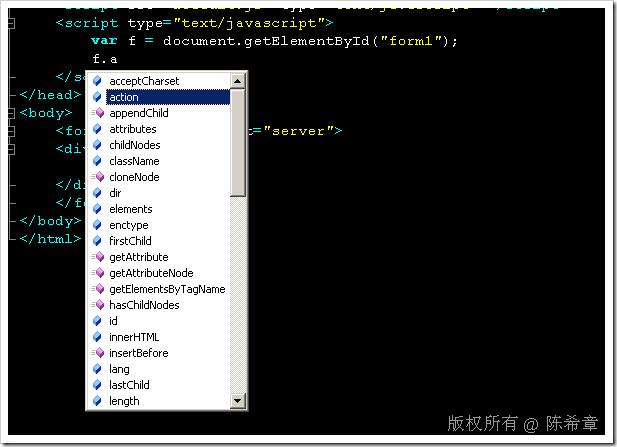 <script type="text/javascript">
var f = document.getElementById("form1");
f.a
</s
acceptCharset
</head>
action
<body>
appendChild
<fo
="server">
attributes
<div
childNodes
className
cloneNode
</di
dir
</fo
elements
</body>
enctype
</html>
firstChild
getAttribute
getAttributeNode
getElementsByTagName
hasChildNodes
id
innerHTML
insertBefore
lang
lastChild
length
版权所有 @ 陈希章